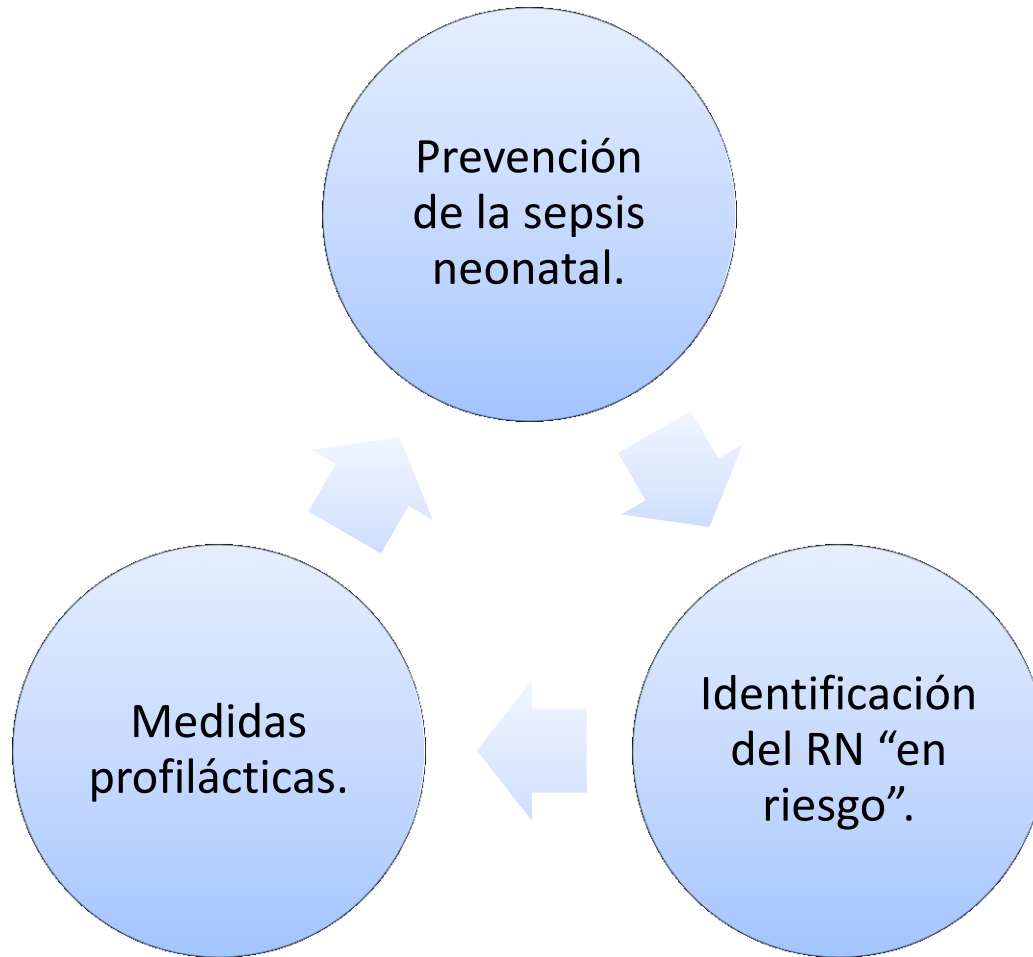 Prevención
de la sepsis
neonatal.
Identificación
del RN “en
riesgo”.
Medidas
profilácticas.